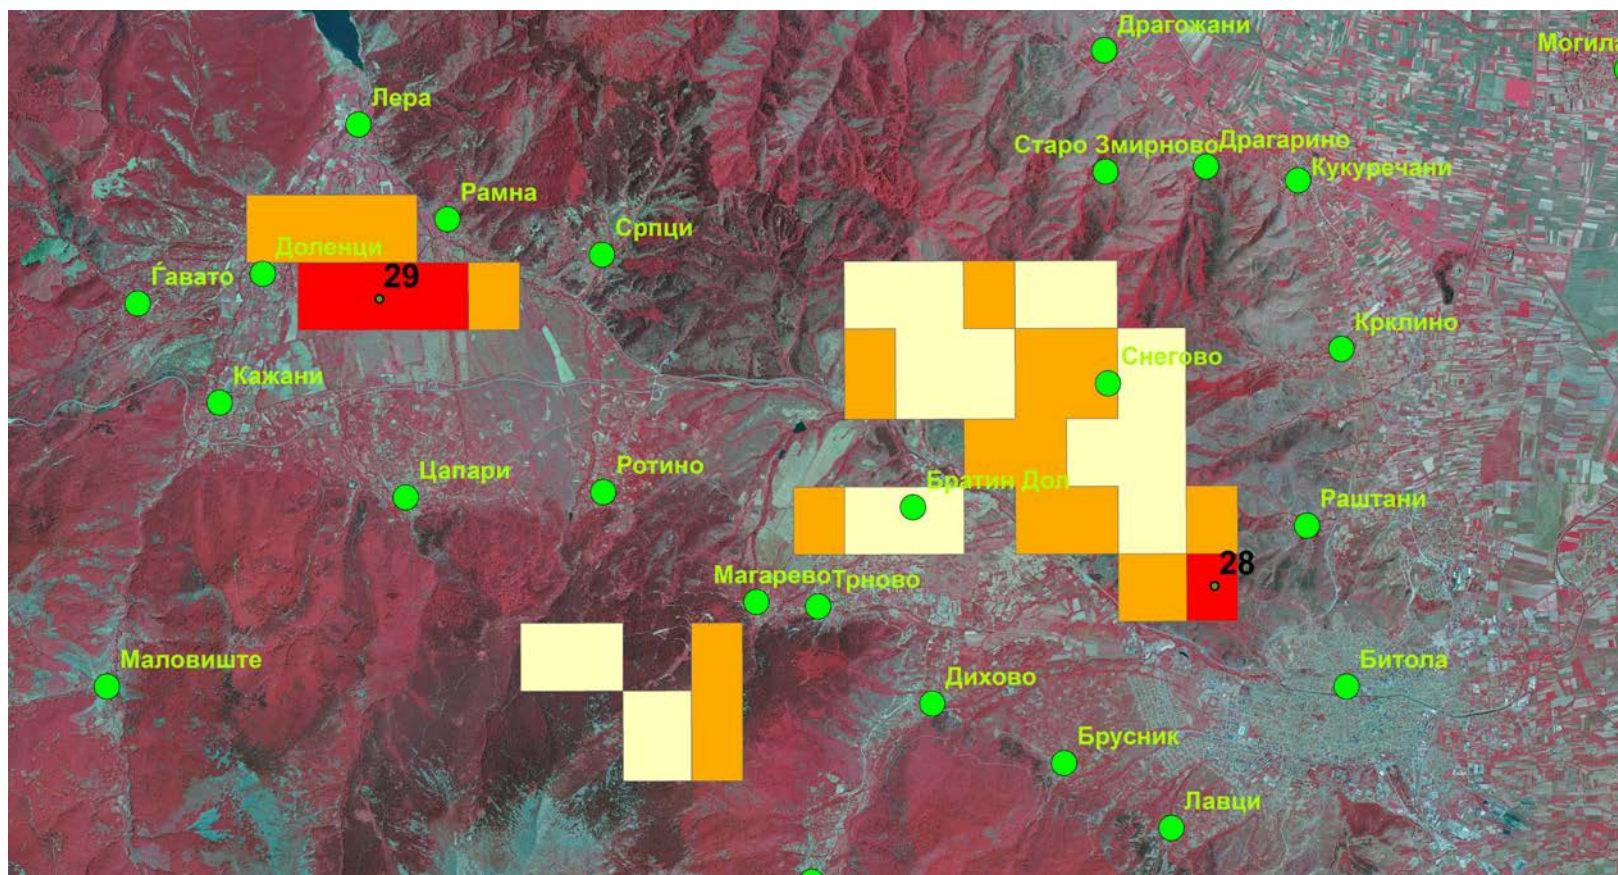 Драгожани
Могила
Лера
Старо Змирново
Драгарино
Кукуречани
Рамна
Српци
Доленци
Ѓавато
29
Крклино
Снегово
Кажани
Цапари
Ротино
Братин Дол
Раштани
28
Магарево
Трново
Маловиште
Дихово
Битола
Брусник
Лавци